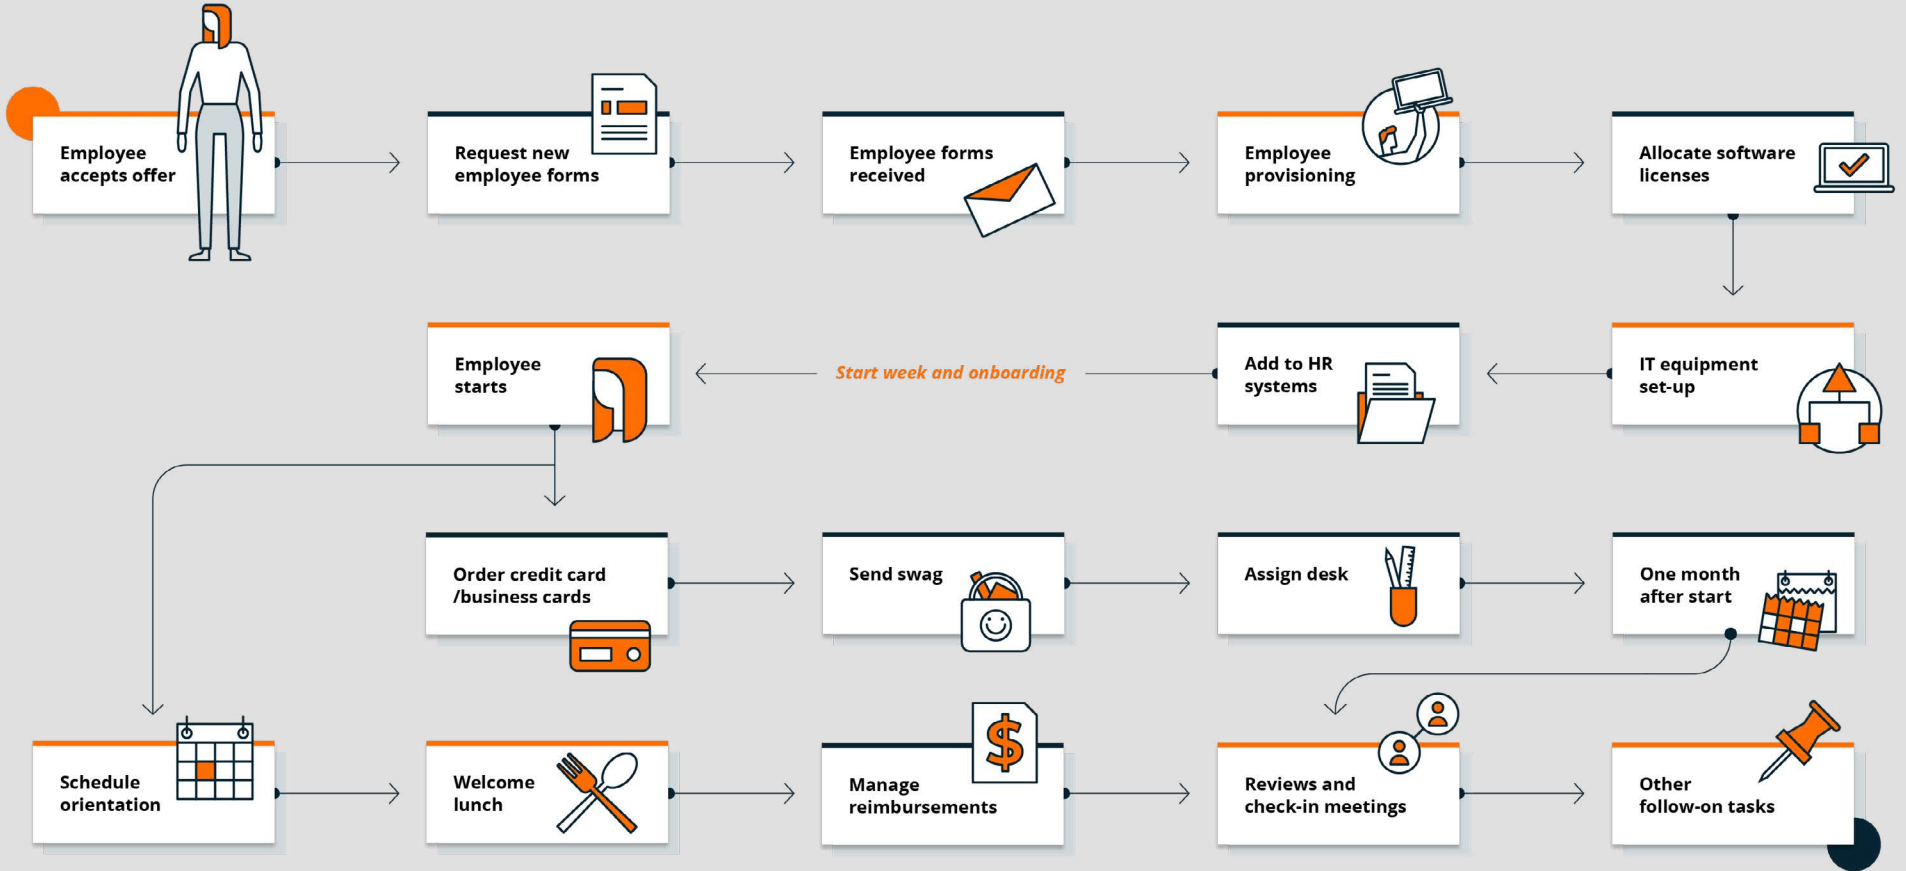 Employee
accepts offer
Request new
employee forms
Employee forms
received
Employee
provisioning
Allocate software
licenses
Employee
starts
Start week and onboarding
Add to HR
systems
IT equipment
set-up
Order credit card
/business cards
Send swag
Assign desk
One month
after start
Schedule
orientation
Welcome
lunch
Manage
reimbursements
Reviews and
check-in meetings
Other
follow-on tasks